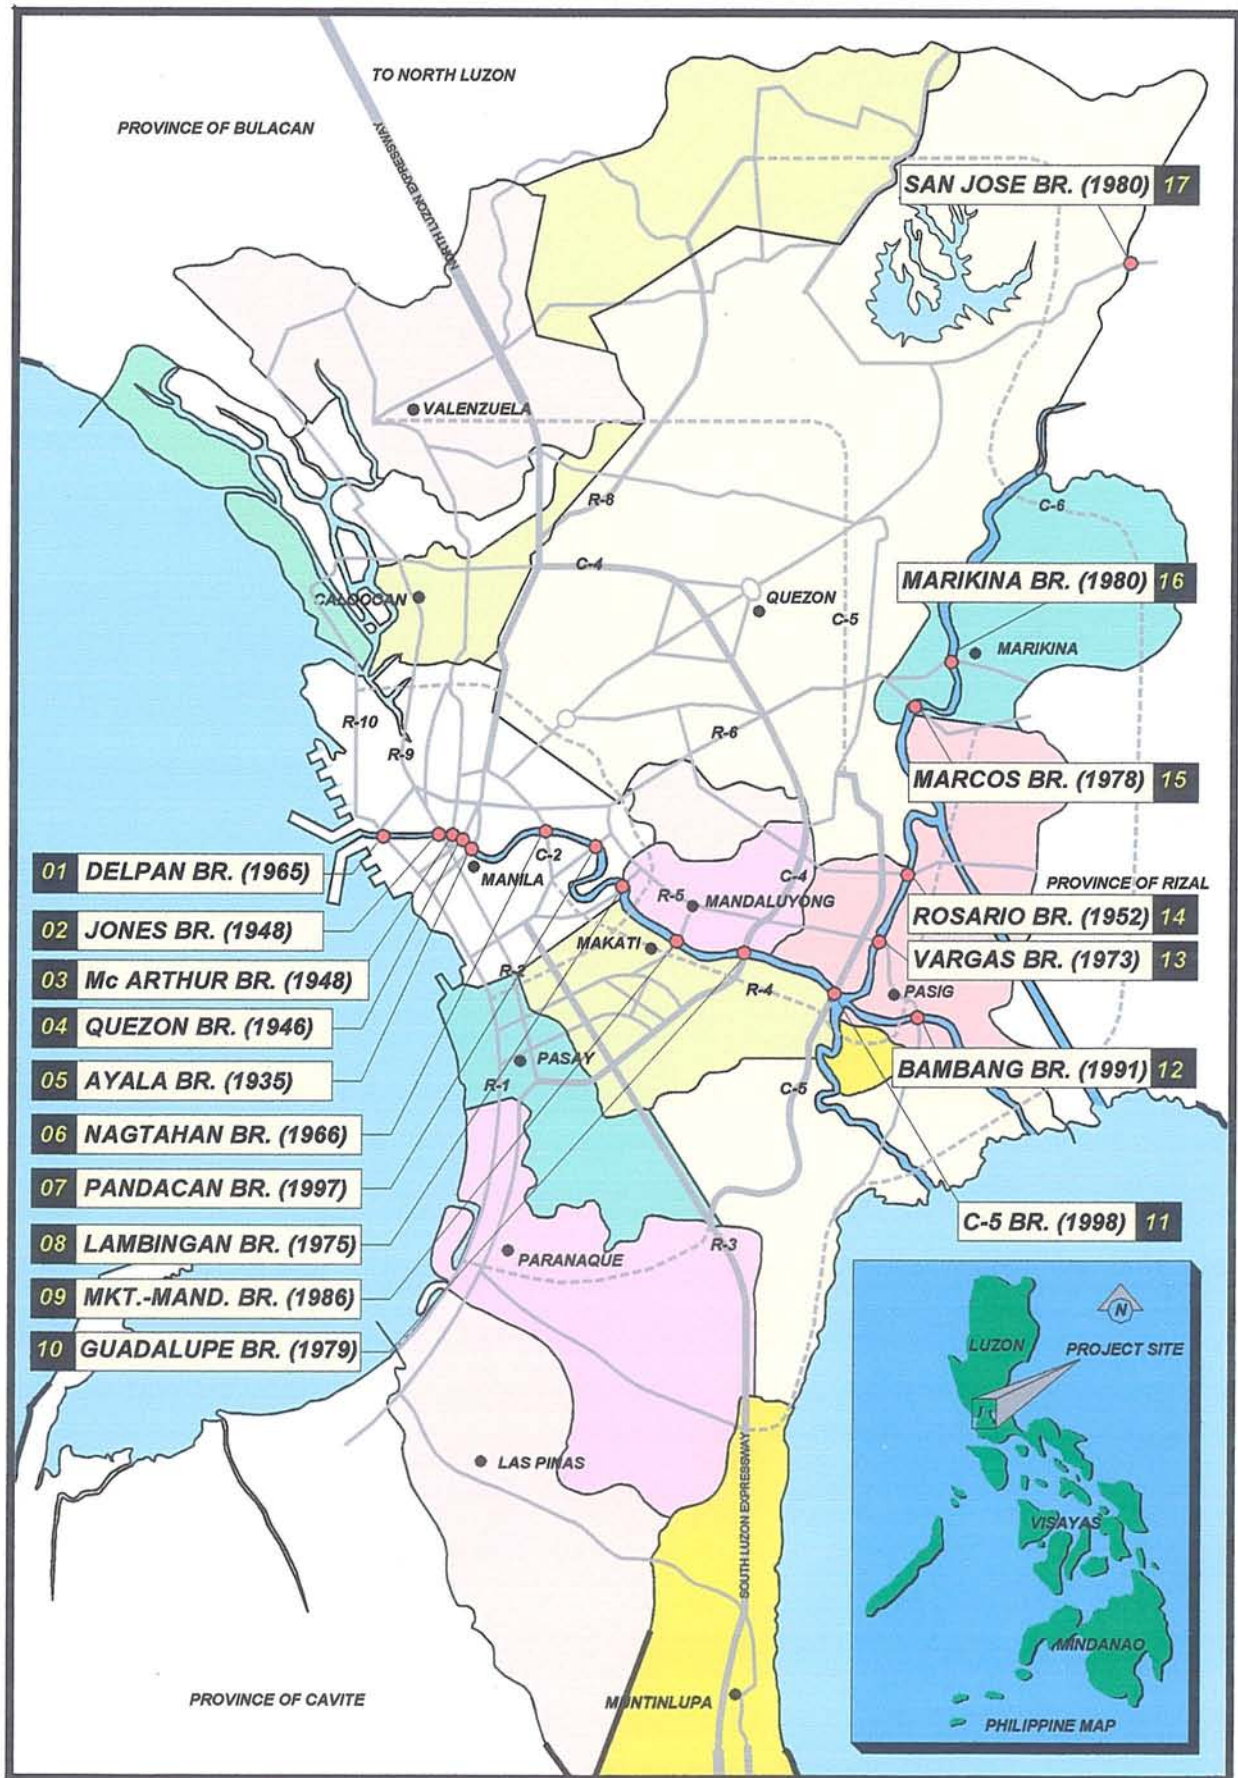 TO NORTH LUZON
PROVINCE OF BULACAN
NORTH LUZON EXPRESSWAY
SAN JOSE BR. (1980) 17
VALENZUELA
R-8
C-6
C-4
MARIKINA BR. (1980) 16
CALOOCAN
QUEZON
C-5
MARIKINA
R-10
R-9
R-6
MARCOS BR. (1978) 15
01 DELPAN BR. (1965)
C-2
MANILA
C-4
R-5
MANDALUYONG
PROVINCE OF RIZAL
ROSARIO BR. (1952) 14
02 JONES BR. (1948)
MAKATI
VARGAS BR. (1973) 13
03 Mc ARTHUR BR. (1948)
R-2
R-4
PASIG
04 QUEZON BR. (1946)
PASAY
BAMBANG BR. (1991) 12
05 AYALA BR. (1935)
R-1
C-5
06 NAGTAHAN BR. (1966)
07 PANDACAN BR. (1997)
C-5 BR. (1998) 11
08 LAMBINGAN BR. (1975)
R-3
PARANAQUE
09 MKT.-MAND. BR. (1986)
10 GUADALUPE BR. (1979)
N
LUZON
PROJECT SITE
LAS PINAS
SOUTH LUZON EXPRESSWAY
VISAYAS
MINDANAO
PROVINCE OF CAVITE
MUNTINLUPA
PHILIPPINE MAP